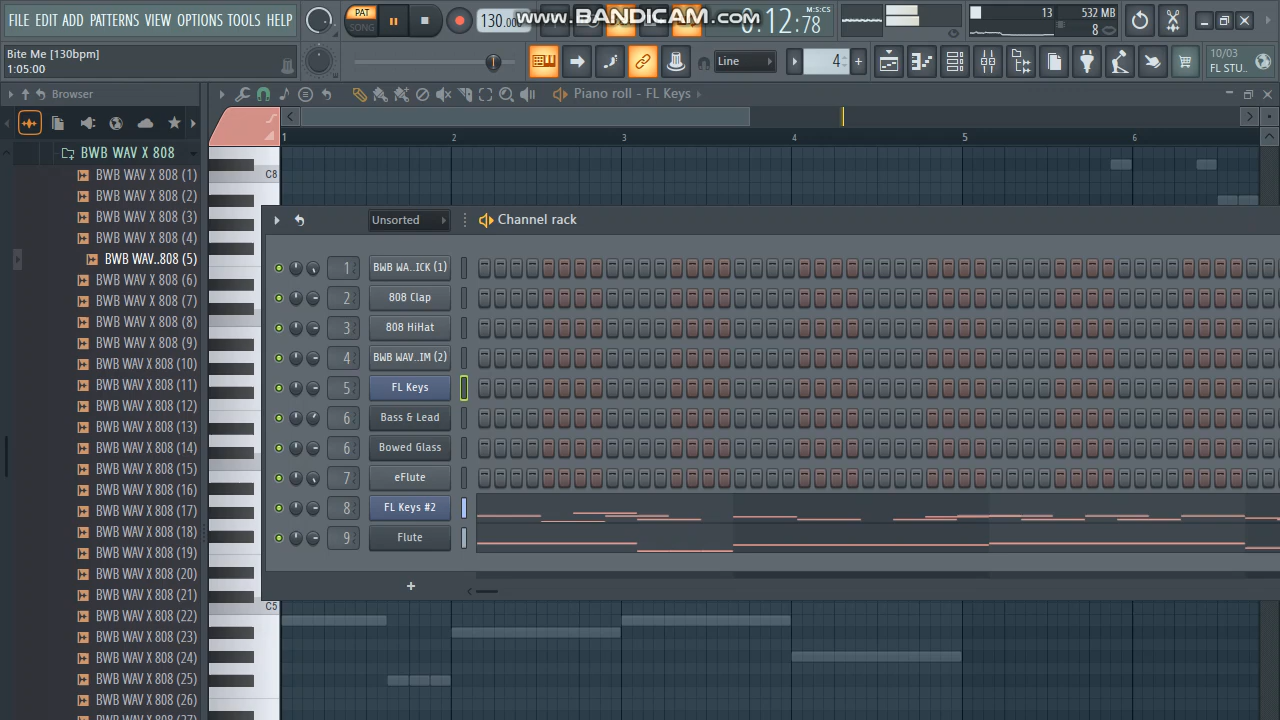 FILE EDIT ADD PATTERNS VIEW OPTIONS TOOLS HELP
PAT
SONG
130.00
www.BANDICAM.com
0:12:78
M:S:CS
13
532 MB
8
Bite Me [130bpm]
1:05:00
Line
4
10/03
FL STU..
Browser
Piano roll - FL Keys
BWB WAV X 808
BWB WAV X 808 (1)
BWB WAV X 808 (2)
BWB WAV X 808 (3)
BWB WAV X 808 (4)
BWB WAV..808 (5)
BWB WAV X 808 (6)
BWB WAV X 808 (7)
BWB WAV X 808 (8)
BWB WAV X 808 (9)
BWB WAV X 808 (10)
BWB WAV X 808 (11)
BWB WAV X 808 (12)
BWB WAV X 808 (13)
BWB WAV X 808 (14)
BWB WAV X 808 (15)
BWB WAV X 808 (16)
BWB WAV X 808 (17)
BWB WAV X 808 (18)
BWB WAV X 808 (19)
BWB WAV X 808 (20)
BWB WAV X 808 (21)
BWB WAV X 808 (22)
BWB WAV X 808 (23)
BWB WAV X 808 (24)
BWB WAV X 808 (25)
BWB WAV X 808 (26)
1 2 3 4 5 6
C8
Unsorted
Channel rack
1 BWB WA..ICK (1)
2 808 Clap
3 808 HiHat
4 BWB WAV..IM (2)
5 FL Keys
6 Bass & Lead
6 Bowed Glass
7 eFlute
8 FL Keys #2
9 Flute
+
C5